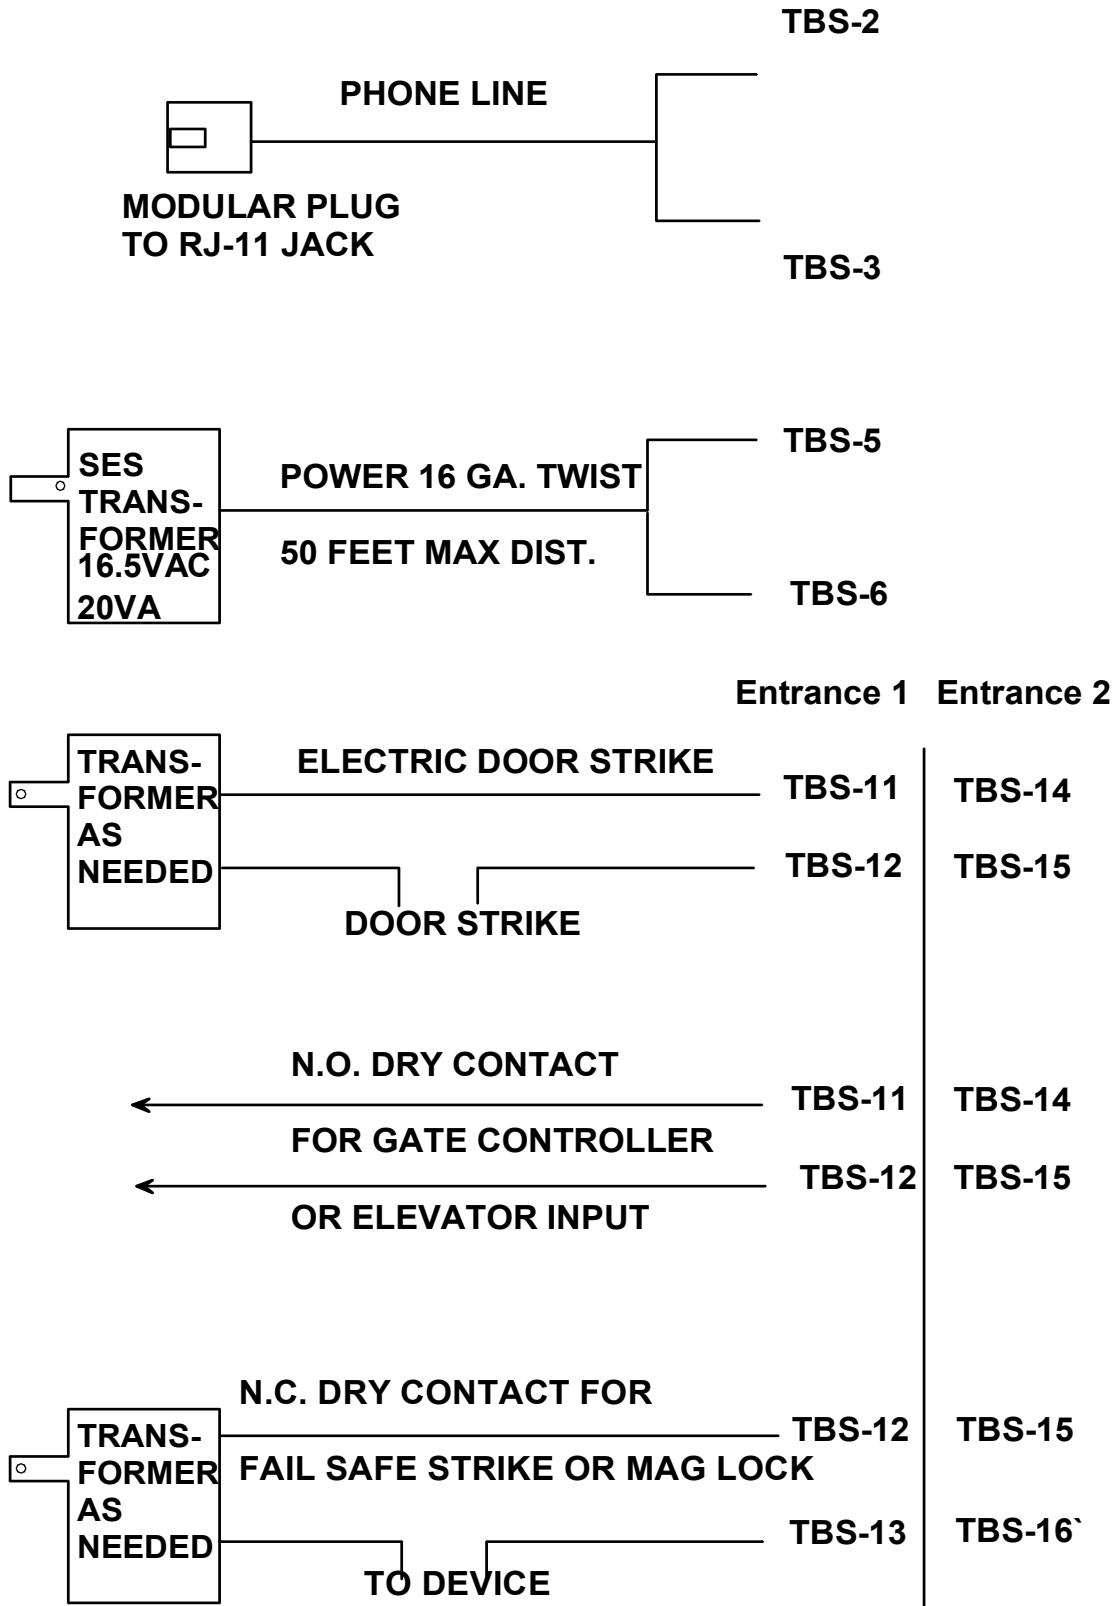 TBS-2
PHONE LINE
MODULAR PLUG
TO RJ-11 JACK
TBS-3
SES
TRANS-
FORMER
16.5VAC
20VA
POWER 16 GA. TWIST
50 FEET MAX DIST.
TBS-5
TBS-6
Entrance 1 Entrance 2
TRANS-
FORMER
AS
NEEDED
ELECTRIC DOOR STRIKE
TBS-11 TBS-14
TBS-12 TBS-15
DOOR STRIKE
N.O. DRY CONTACT
TBS-11 TBS-14
FOR GATE CONTROLLER
TBS-12 TBS-15
OR ELEVATOR INPUT
N.C. DRY CONTACT FOR
TBS-12 TBS-15
TRANS-
FORMER
AS
NEEDED
FAIL SAFE STRIKE OR MAG LOCK
TBS-13 TBS-16`
TO DEVICE